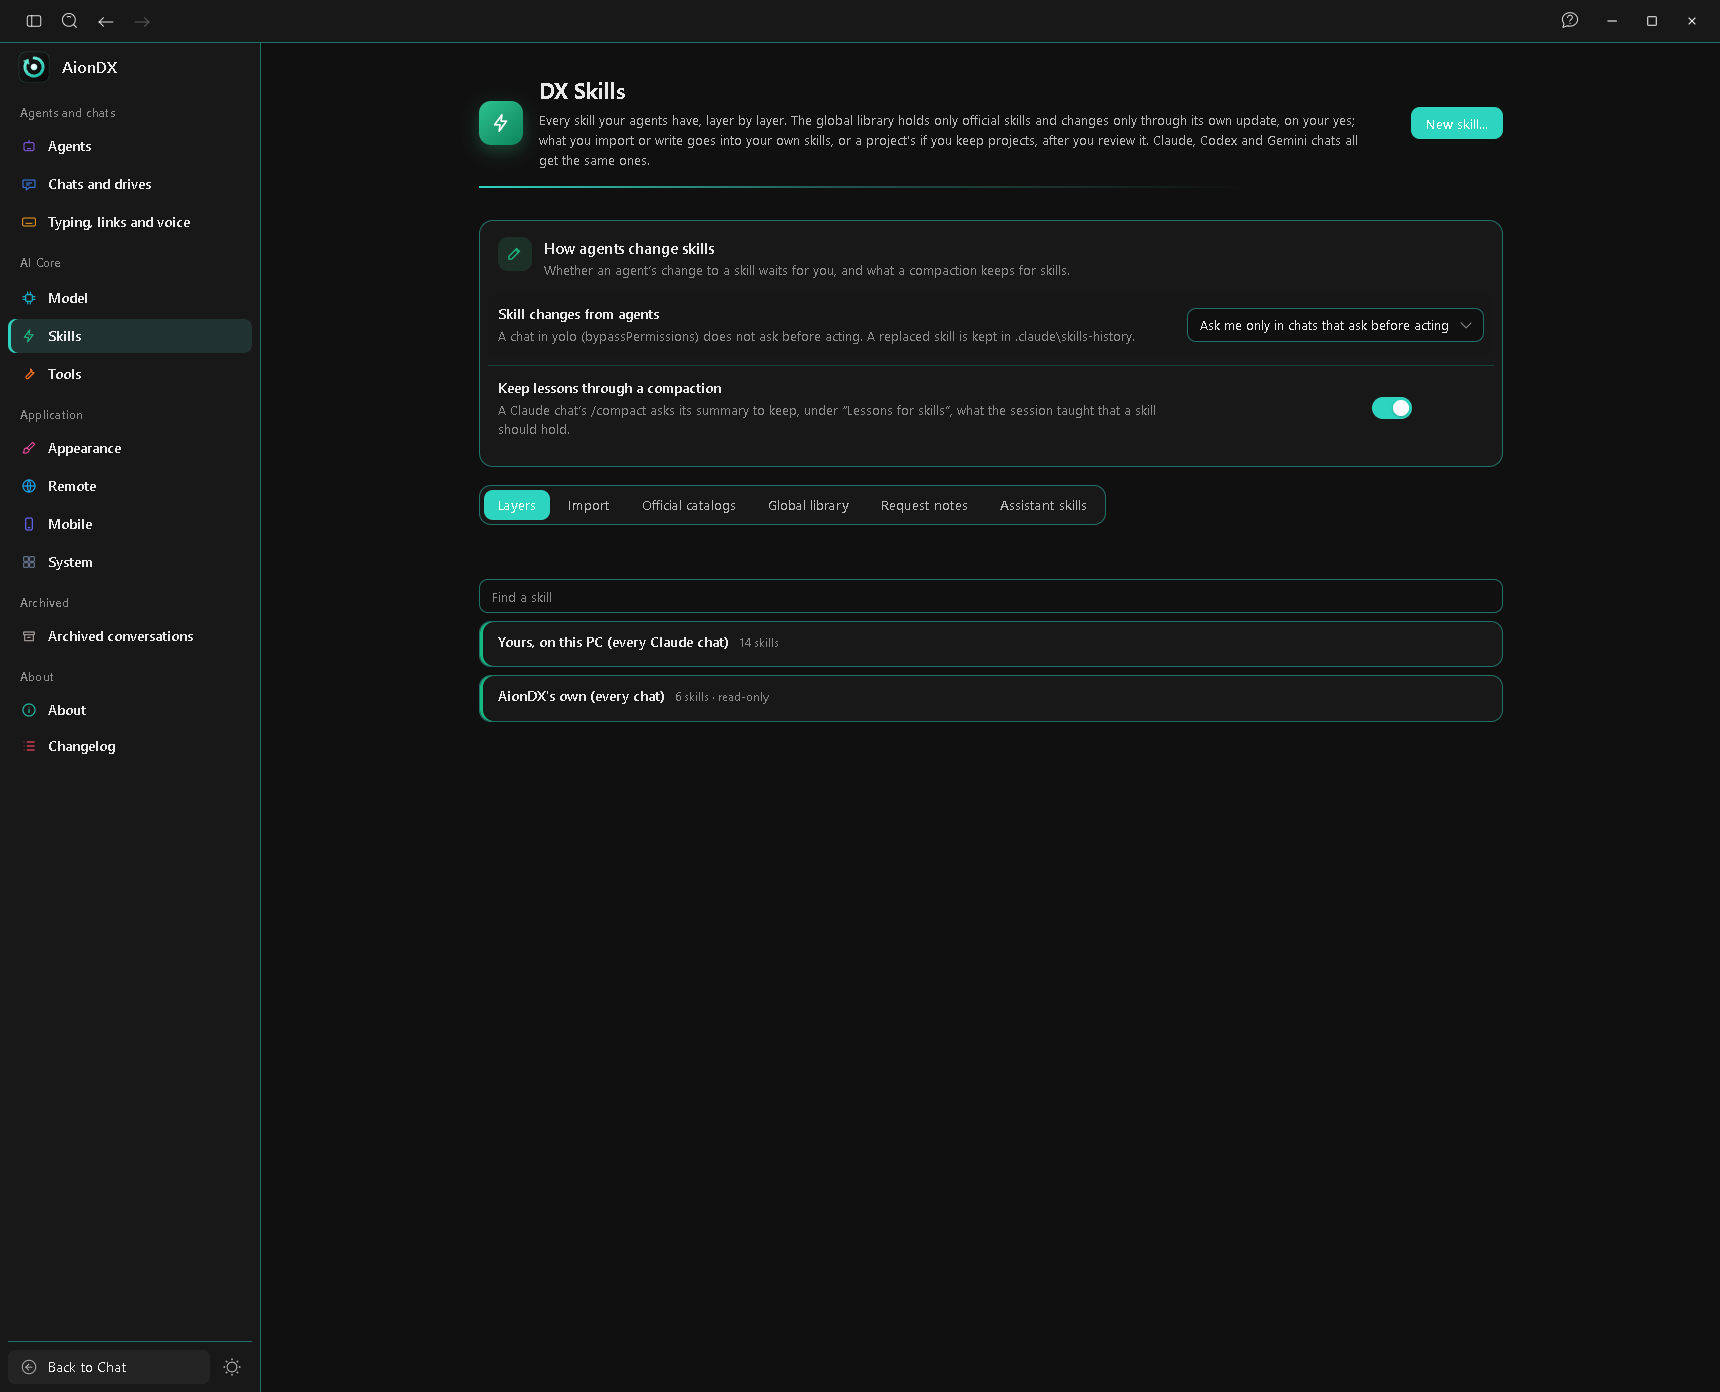 AionDX
Agents and chats
Agents
Chats and drives
Typing, links and voice
AI Core
Model
Skills
Tools
Application
Appearance
Remote
Mobile
System
Archived
Archived conversations
About
About
Changelog
Back to Chat
DX Skills
Every skill your agents have, layer by layer. The global library holds only official skills and changes only through its own update, on your yes;
what you import or write goes into your own skills, or a project's if you keep projects, after you review it. Claude, Codex and Gemini chats all
get the same ones.
New skill...
How agents change skills
Whether an agent's change to a skill waits for you, and what a compaction keeps for skills.
Skill changes from agents
A chat in yolo (bypassPermissions) does not ask before acting. A replaced skill is kept in .claude\skills-history.
Ask me only in chats that ask before acting
Keep lessons through a compaction
A Claude chat's /compact asks its summary to keep, under "Lessons for skills", what the session taught that a skill
should hold.
Layers
Import
Official catalogs
Global library
Request notes
Assistant skills
Find a skill
Yours, on this PC (every Claude chat) 14 skills
AionDX's own (every chat) 6 skills · read-only